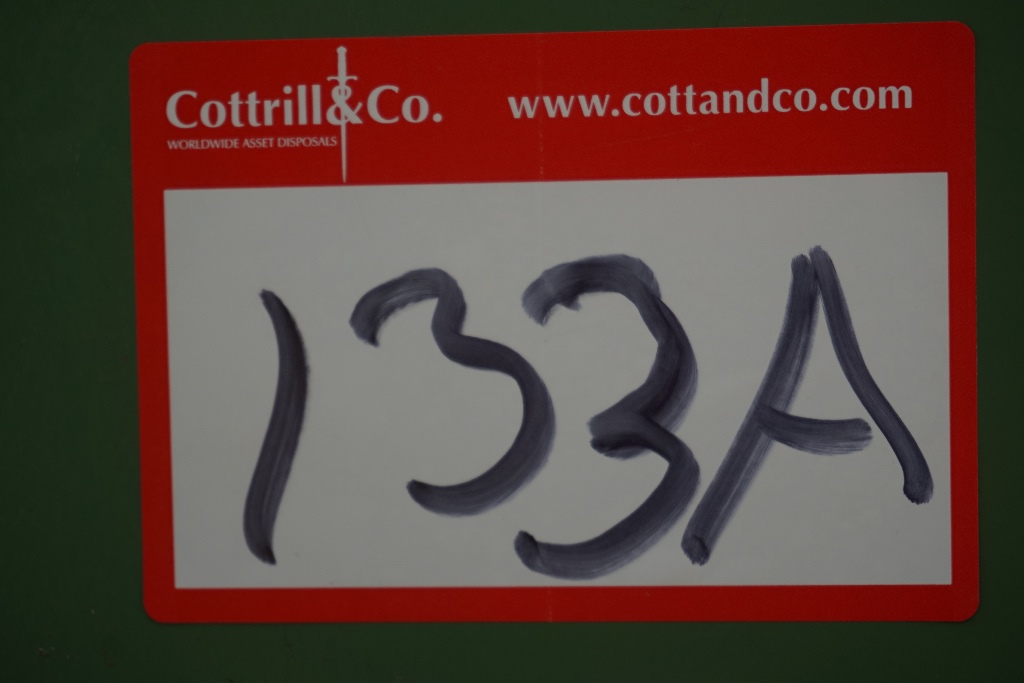 Cottrill&Co.
WORLDWIDE ASSET DISPOSALS
www.cottandco.com
133A